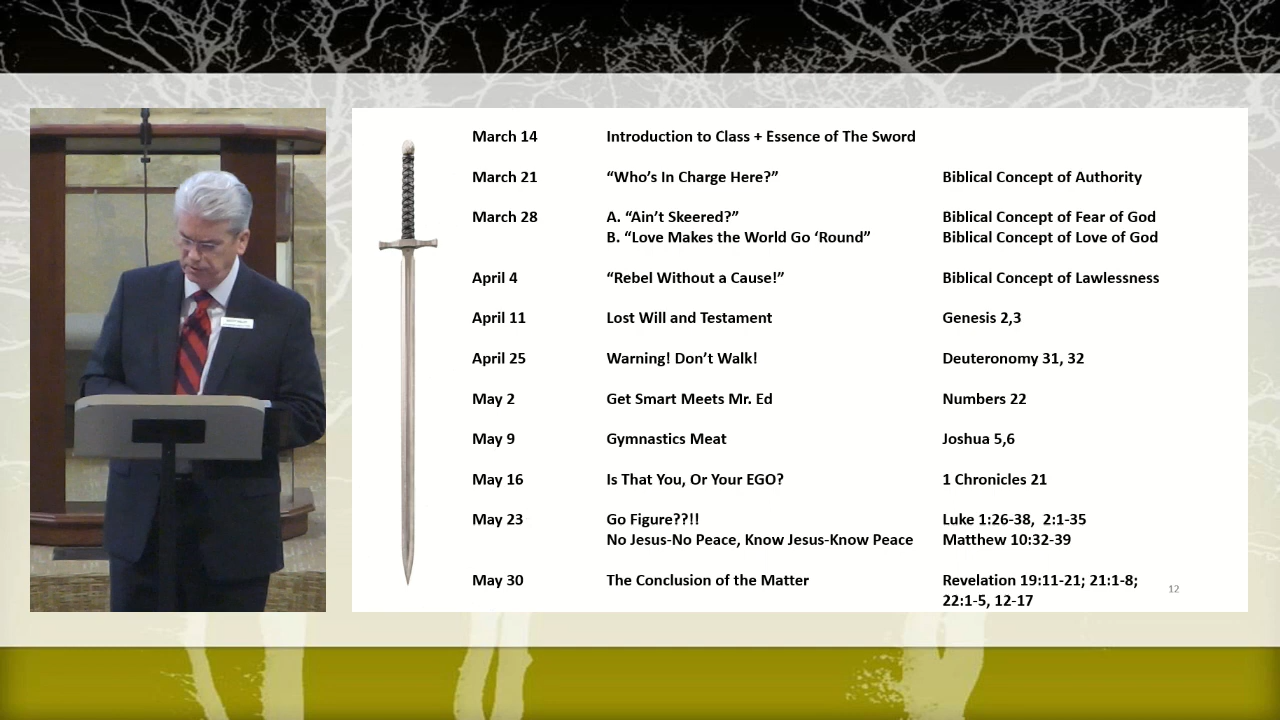 March 14 Introduction to Class + Essence of The Sword
March 21 “Who’s In Charge Here?” Biblical Concept of Authority
March 28 A. “Ain’t Skeered?” Biblical Concept of Fear of God
B. “Love Makes the World Go ‘Round” Biblical Concept of Love of God
April 4 “Rebel Without a Cause!” Biblical Concept of Lawlessness
April 11 Lost Will and Testament Genesis 2,3
April 25 Warning! Don’t Walk! Deuteronomy 31, 32
May 2 Get Smart Meets Mr. Ed Numbers 22
May 9 Gymnastics Meat Joshua 5,6
May 16 Is That You, Or Your EGO? 1 Chronicles 21
May 23 Go Figure??!! Luke 1:26-38, 2:1-35
No Jesus-No Peace, Know Jesus-Know Peace Matthew 10:32-39
May 30 The Conclusion of the Matter Revelation 19:11-21; 21:1-8;
22:1-5, 12-17
12